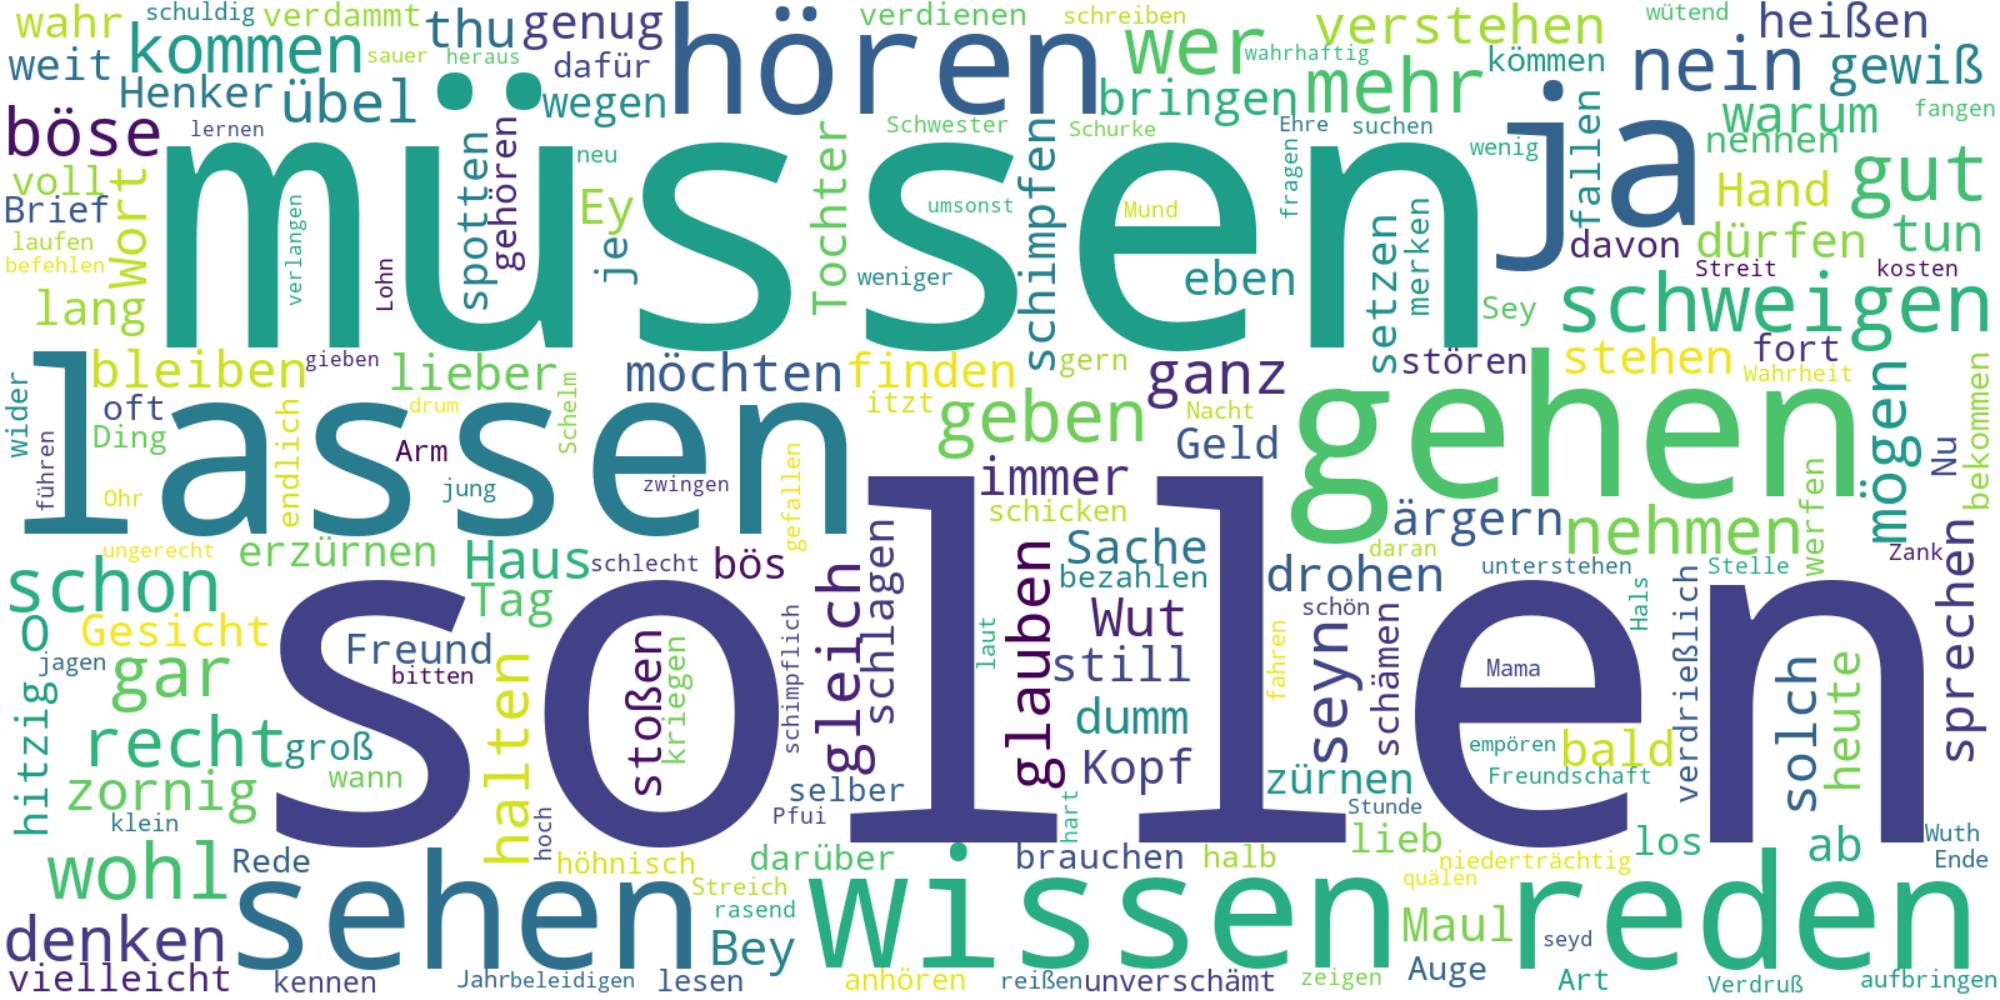 wahr schuldig verdammt thu genug hören verdienen schreiben verstehen wütend heißen
weit kommen sauer heraus dafür wer wahrhaftig kömmen nein gewiß
Henker übel wegen bringen mehr ja warum fangen
böse lernen müssen Schwester Schurke Ehre suchen nennen
voll Wort spotten gehören neu Tochter schimpfen fragen wenig fallen Hand gut
Brief verlangen Ey umsonst Mund merken
laufen je davon dürfen tun
befehlen Lohn weniger eben setzen Streit kosten
lang Sey schweigen
lassen bleiben gieben lieber möchten finden gern ganz stören stehen fort
wider oft drum Schelm itzt geben Nacht gehen Wahrheit mögen bekommen
Ding endlich Arm Geld Nu
führen Ohr jung zwingen gefallen immer werfen
sollen schicken ärgern nehmen
ungerecht erzürnen Haus schlecht bös schlagen glauben Sache daran Zank sprechen
schon Tag gleich bezahlen drohen unterstehen Stelle
o Gesicht Freund stoßen schimpflich Wut schön Hals verdrießlich
jagen gar bitten kriegen laut still fahren seyn schämen Mama solch heute
hitzig recht groß halten dumm empören bald
zornig wann selber Kopf zürnen Freundschaft
klein hoch Pfui hart Stunde
wohl Rede höhnisch darüber brauchen halb lieb niederträchtig los ab Wuth
sehen Streich wissen quälen reden Ende
denken rasend Bey Maul seyd
vielleicht kennen Jahr beleidigen lesen anhören reißen unverschämt zeigen Auge Art Verdruß aufbringen